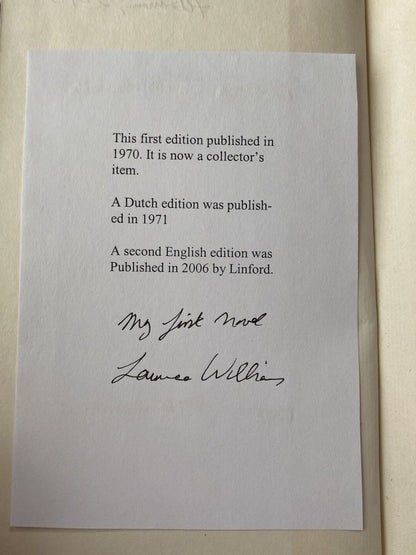 This first edition published in
1970. It is now a collector's
item.
A Dutch edition was publish-
ed in 1971
A second English edition was
Published in 2006 by Linford.
My first novel
Williams